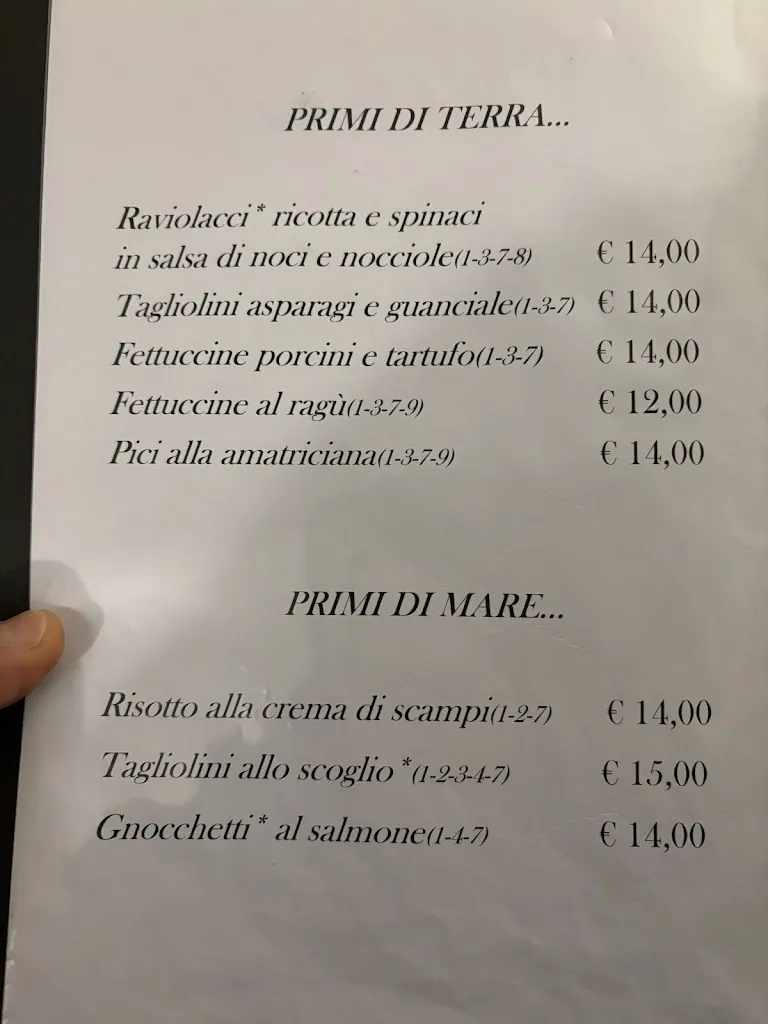 PRIMI DI TERRA...
Raviolacci* ricotta e spinaci
in salsa di noci e nocciole(1-3-7-8) € 14,00
Tagliolini asparagi e guanciale(1-3-7) € 14,00
Fettuccine porcini e tartufo(1-3-7) € 14,00
Fettuccine al ragù(1-3-7-9) € 12,00
Pici alla amatriciana(1-3-7-9) € 14,00
PRIMI DI MARE...
Risotto alla crema di scampi(1-2-7) € 14,00
Tagliolini allo scoglio *(1-2-3-4-7) € 15,00
Gnocchetti* al salmone(1-4-7) € 14,00